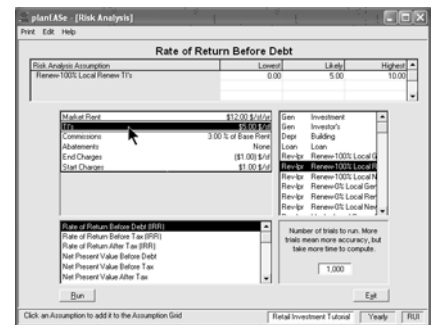 planEASe - [Risk Analysis]
Print Edit Help
Rate of Return Before Debt
Risk Analysis Assumption Lowest Likely Highest
Renew-100% Local Renew TI's 0.00 5.00 10.00
Market Rent $12.00 $/sf/yr
TI's $5.00 $/sf
Commissions 3.00 % of Base Rent
Abatements None
End Charges ($1.00) $/sf
Start Charges $1.00 $/sf
Gen Investment
Gen Investor's
Depr Building
Loan Loan
Rev-Ipr Renew-100% Local G
Rev-Ipr Renew-100% Local R
Rev-Ipr Renew-100% Local N
Rev-Ipr Renew-0% Local Ger
Rev-Ipr Renew-0% Local Rer
Rev-Ipr Renew-0% Local New
Rate of Return Before Debt (IRR)
Rate of Return Before Tax (IRR)
Rate of Return After Tax (IRR)
Net Present Value Before Debt
Net Present Value Before Tax
Net Present Value After Tax
Number of trials to run. More
trials mean more accuracy, but
take more time to compute.
1,000
Run
Exit
Click an Assumption to add it to the Assumption Grid
Retail Investment Tutorial Yearly RUI